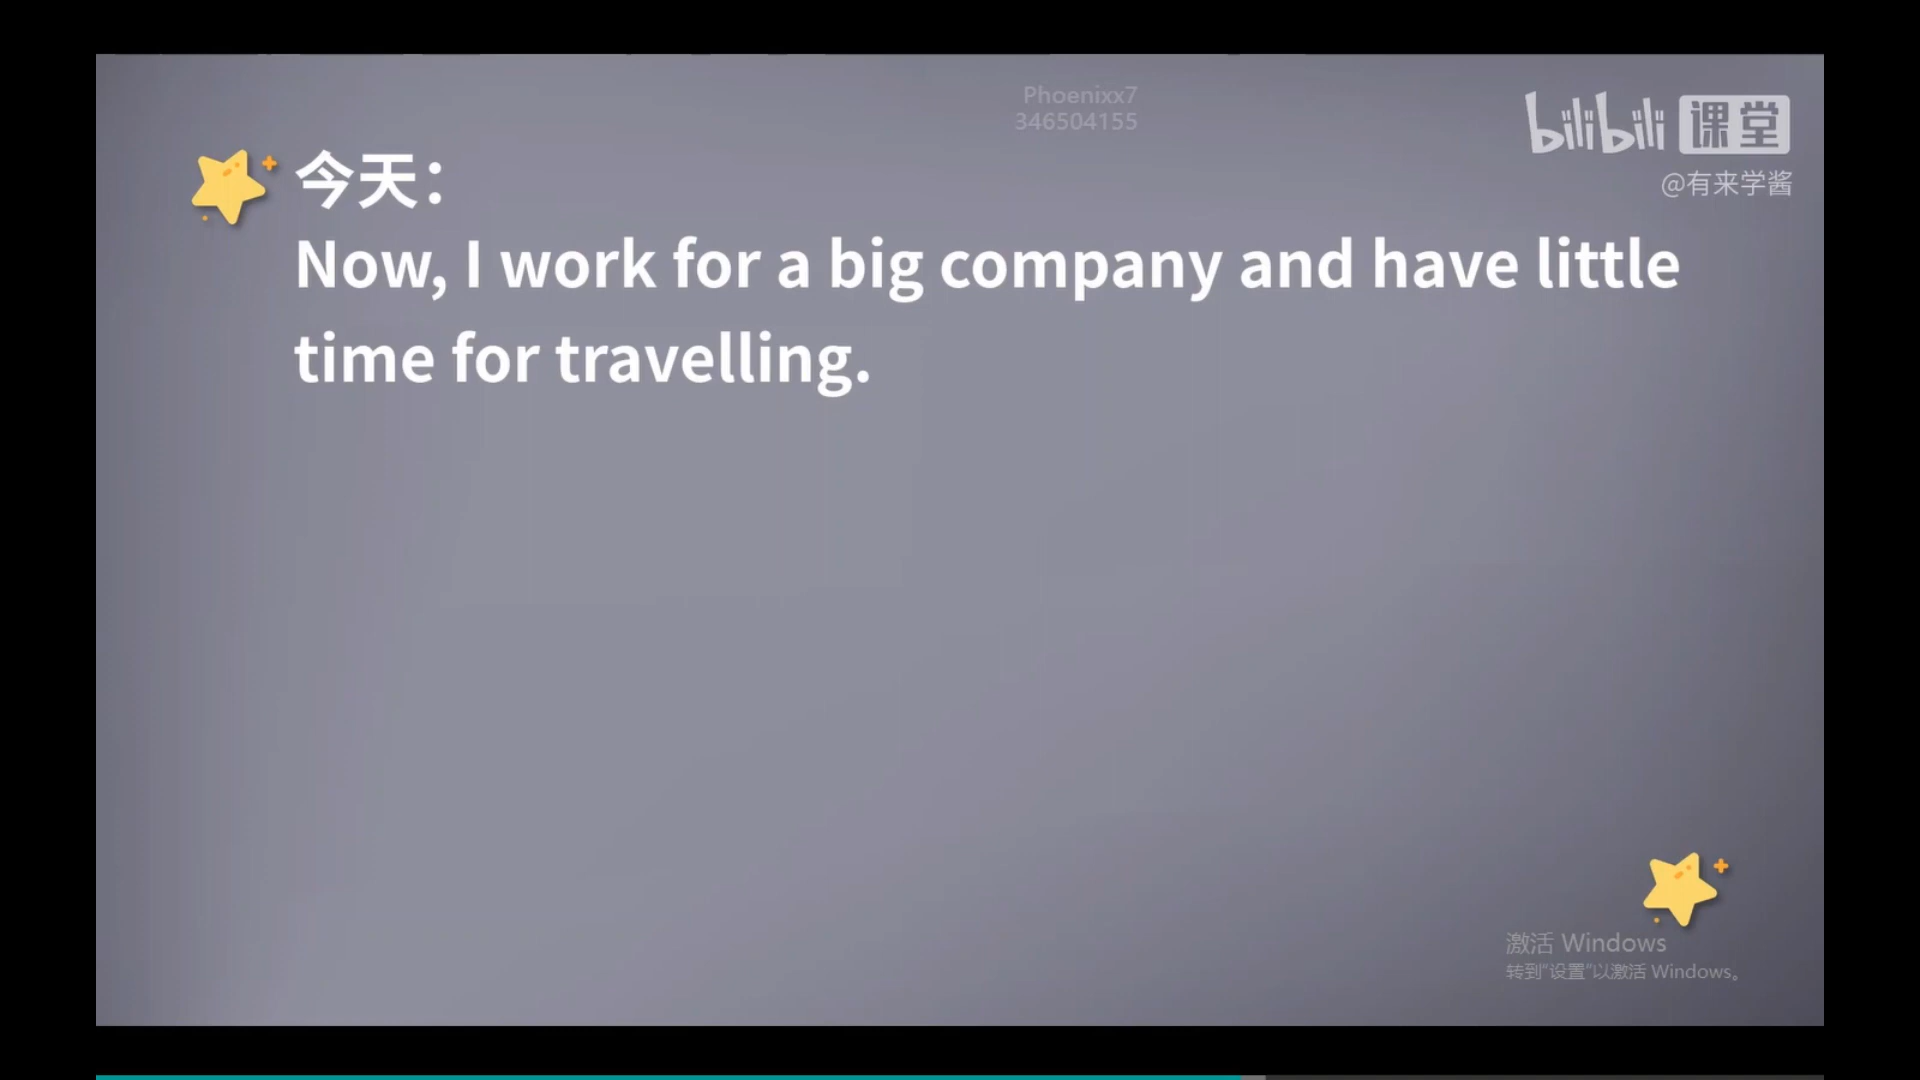 Phoenixx7
346504155
bilibili 课堂
@有来学酱
今天：
Now, I work for a big company and have little
time for travelling.
激活 Windows
转到"设置"以激活 Windows。